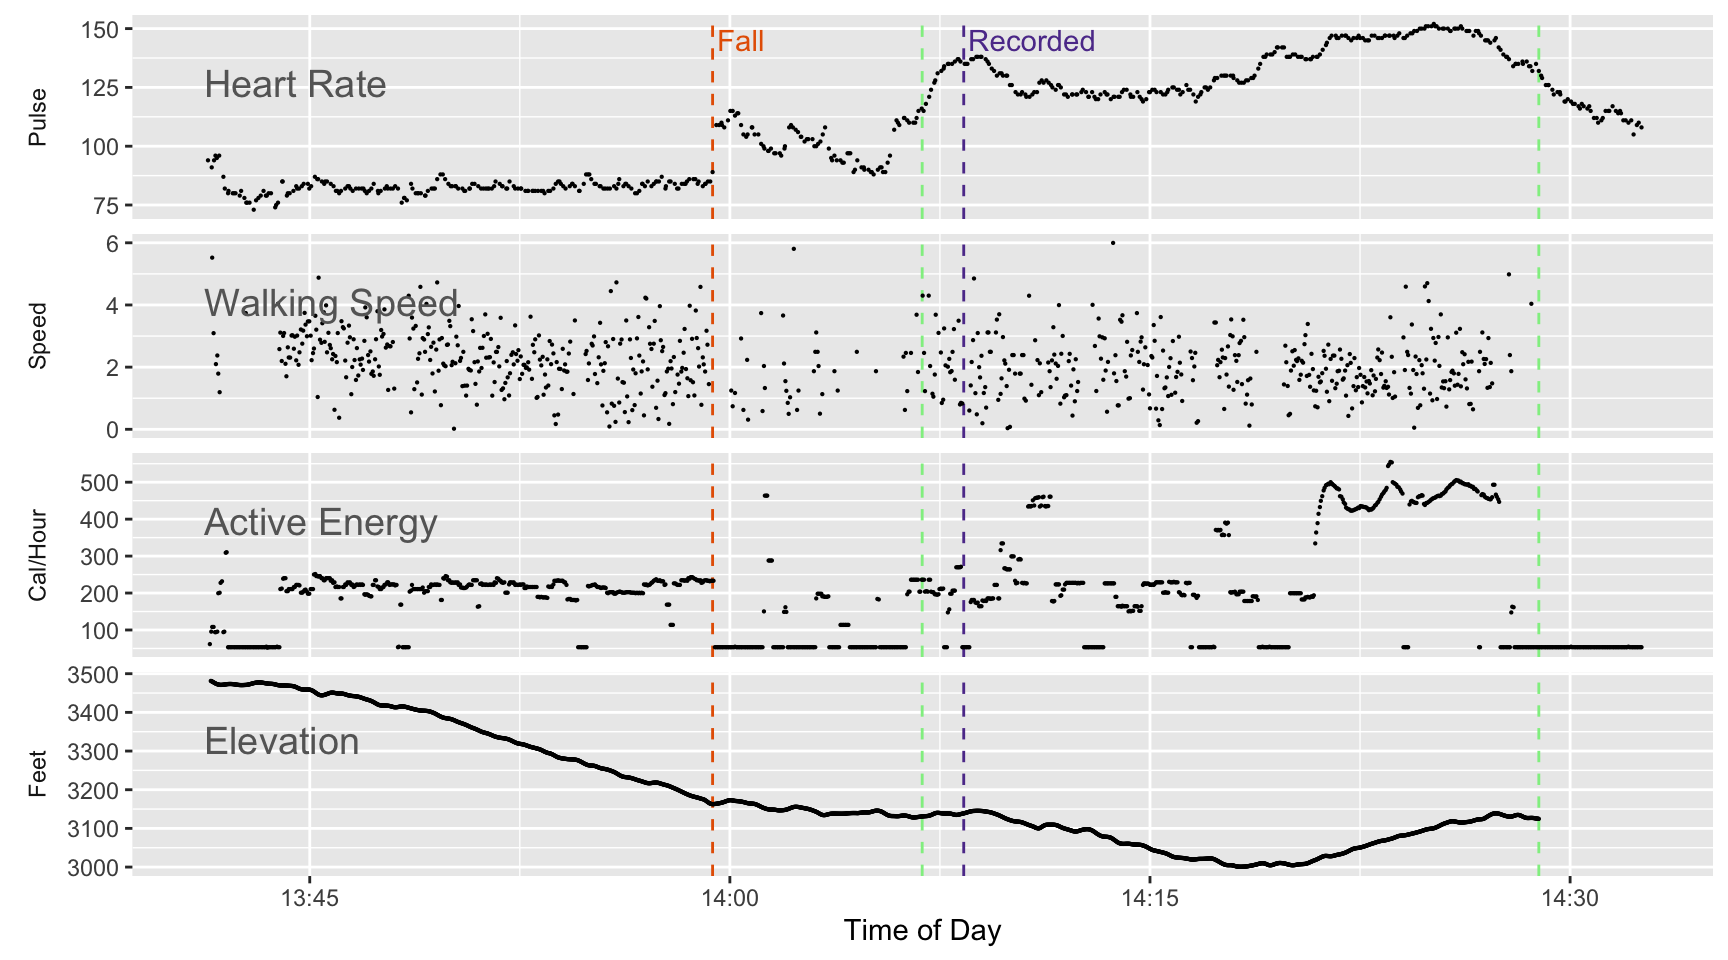 150
125
100
75
Pulse
Heart Rate
Fall
Recorded
6
4
2
0
Speed
Walking Speed
500
400
300
200
100
Cal/Hour
Active Energy
3500
3400
3300
3200
3100
3000
Feet
Elevation
13:45 14:00 14:15 14:30
Time of Day